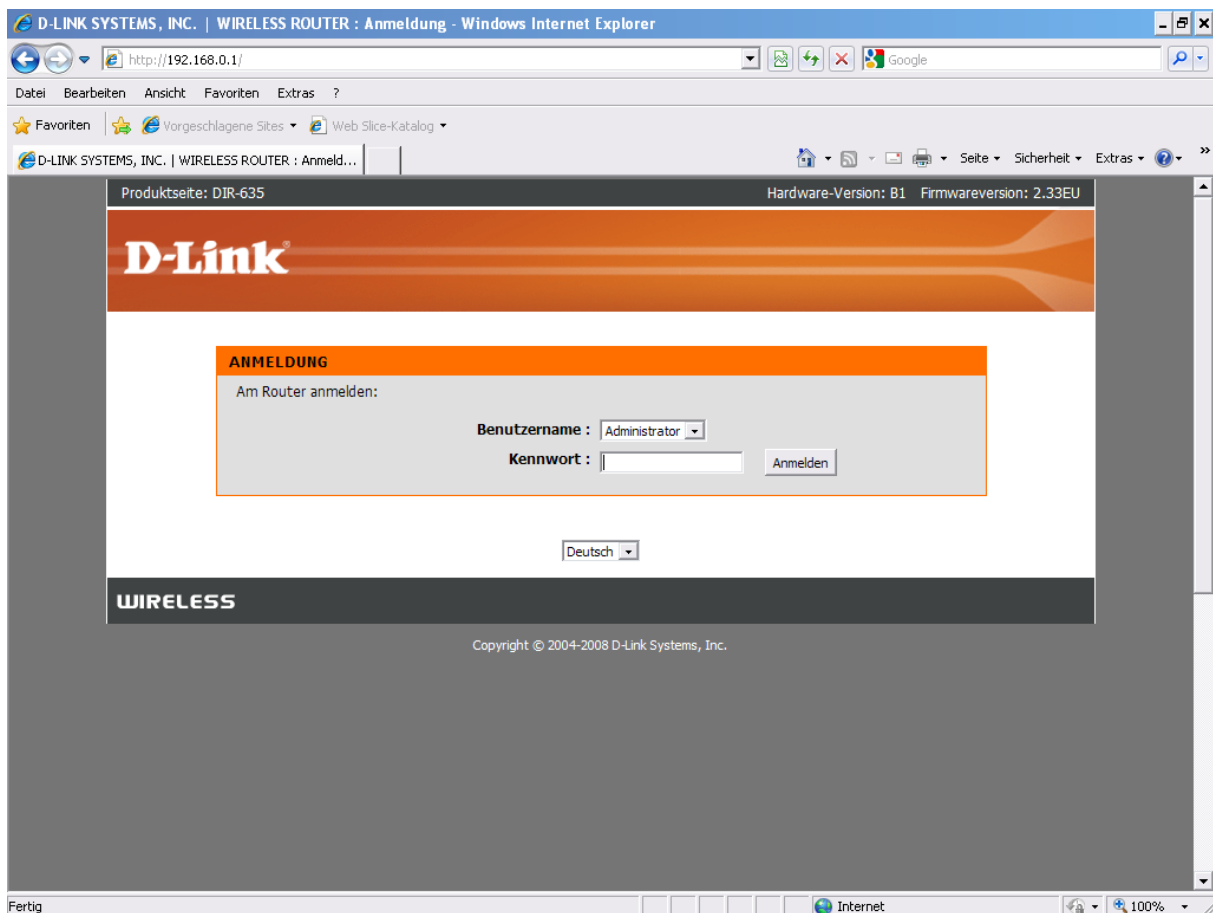 D-LINK SYSTEMS, INC. | WIRELESS ROUTER : Anmeldung - Windows Internet Explorer
http://192.168.0.1/
Google
Datei Bearbeiten Ansicht Favoriten Extras ?
Favoriten Vorgeschlagene Sites Web Slice-Katalog
D-LINK SYSTEMS, INC. | WIRELESS ROUTER : Anmeld... Seite Sicherheit Extras »
Produktseite: DIR-635 Hardware-Version: B1 Firmwareversion: 2.33EU
D-Link®
ANMELDUNG
Am Router anmelden:
Benutzername : Administrator
Kennwort : Anmelden
Deutsch
WIRELESS
Copyright © 2004-2008 D-Link Systems, Inc.
Fertig Internet 100%